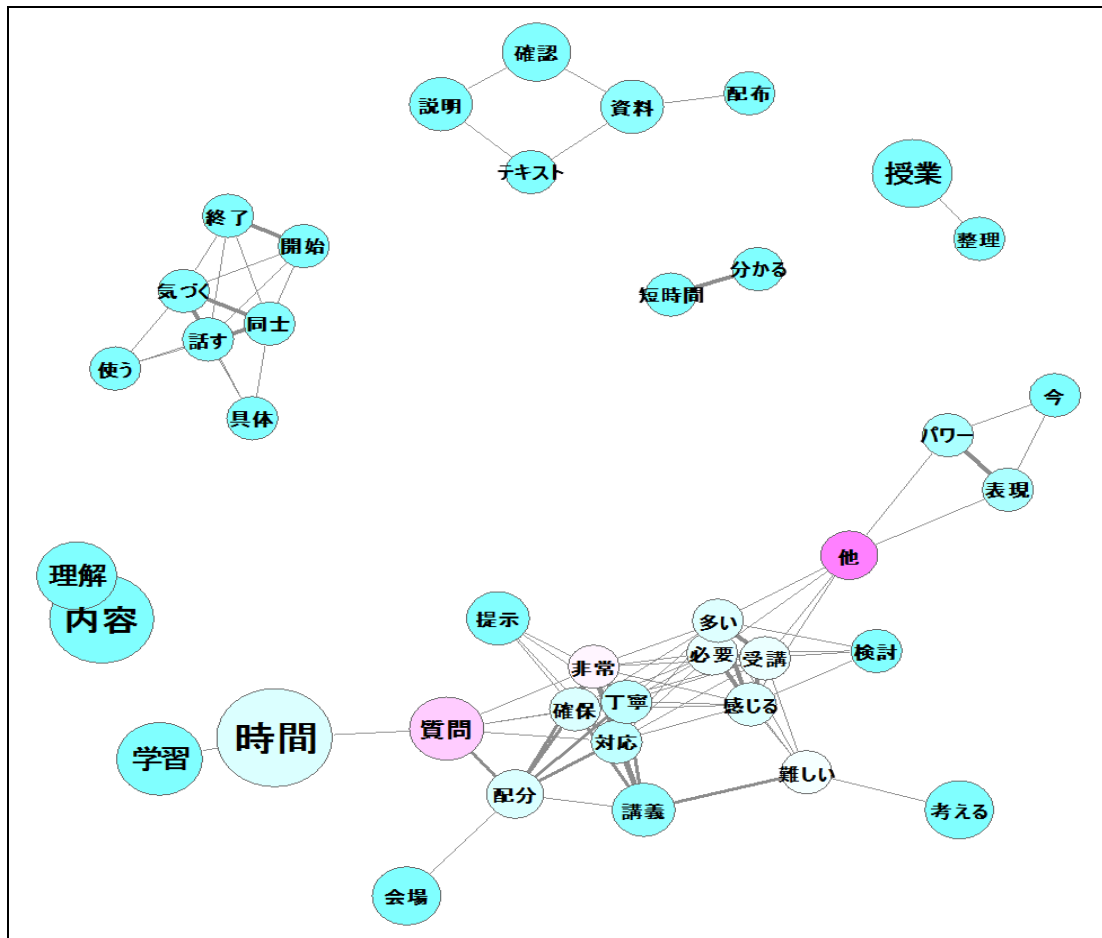 確認
説明
資料
配布
テキスト
授業
整理
終了
開始
気づく
同士
話す
使う
具体
分かる
短時間
今
パワー
表現
他
理解
内容
提示
多い
非常
必要
受講
検討
確保
丁寧
感じる
質問
時間
対応
学習
配分
難しい
講義
考える
会場